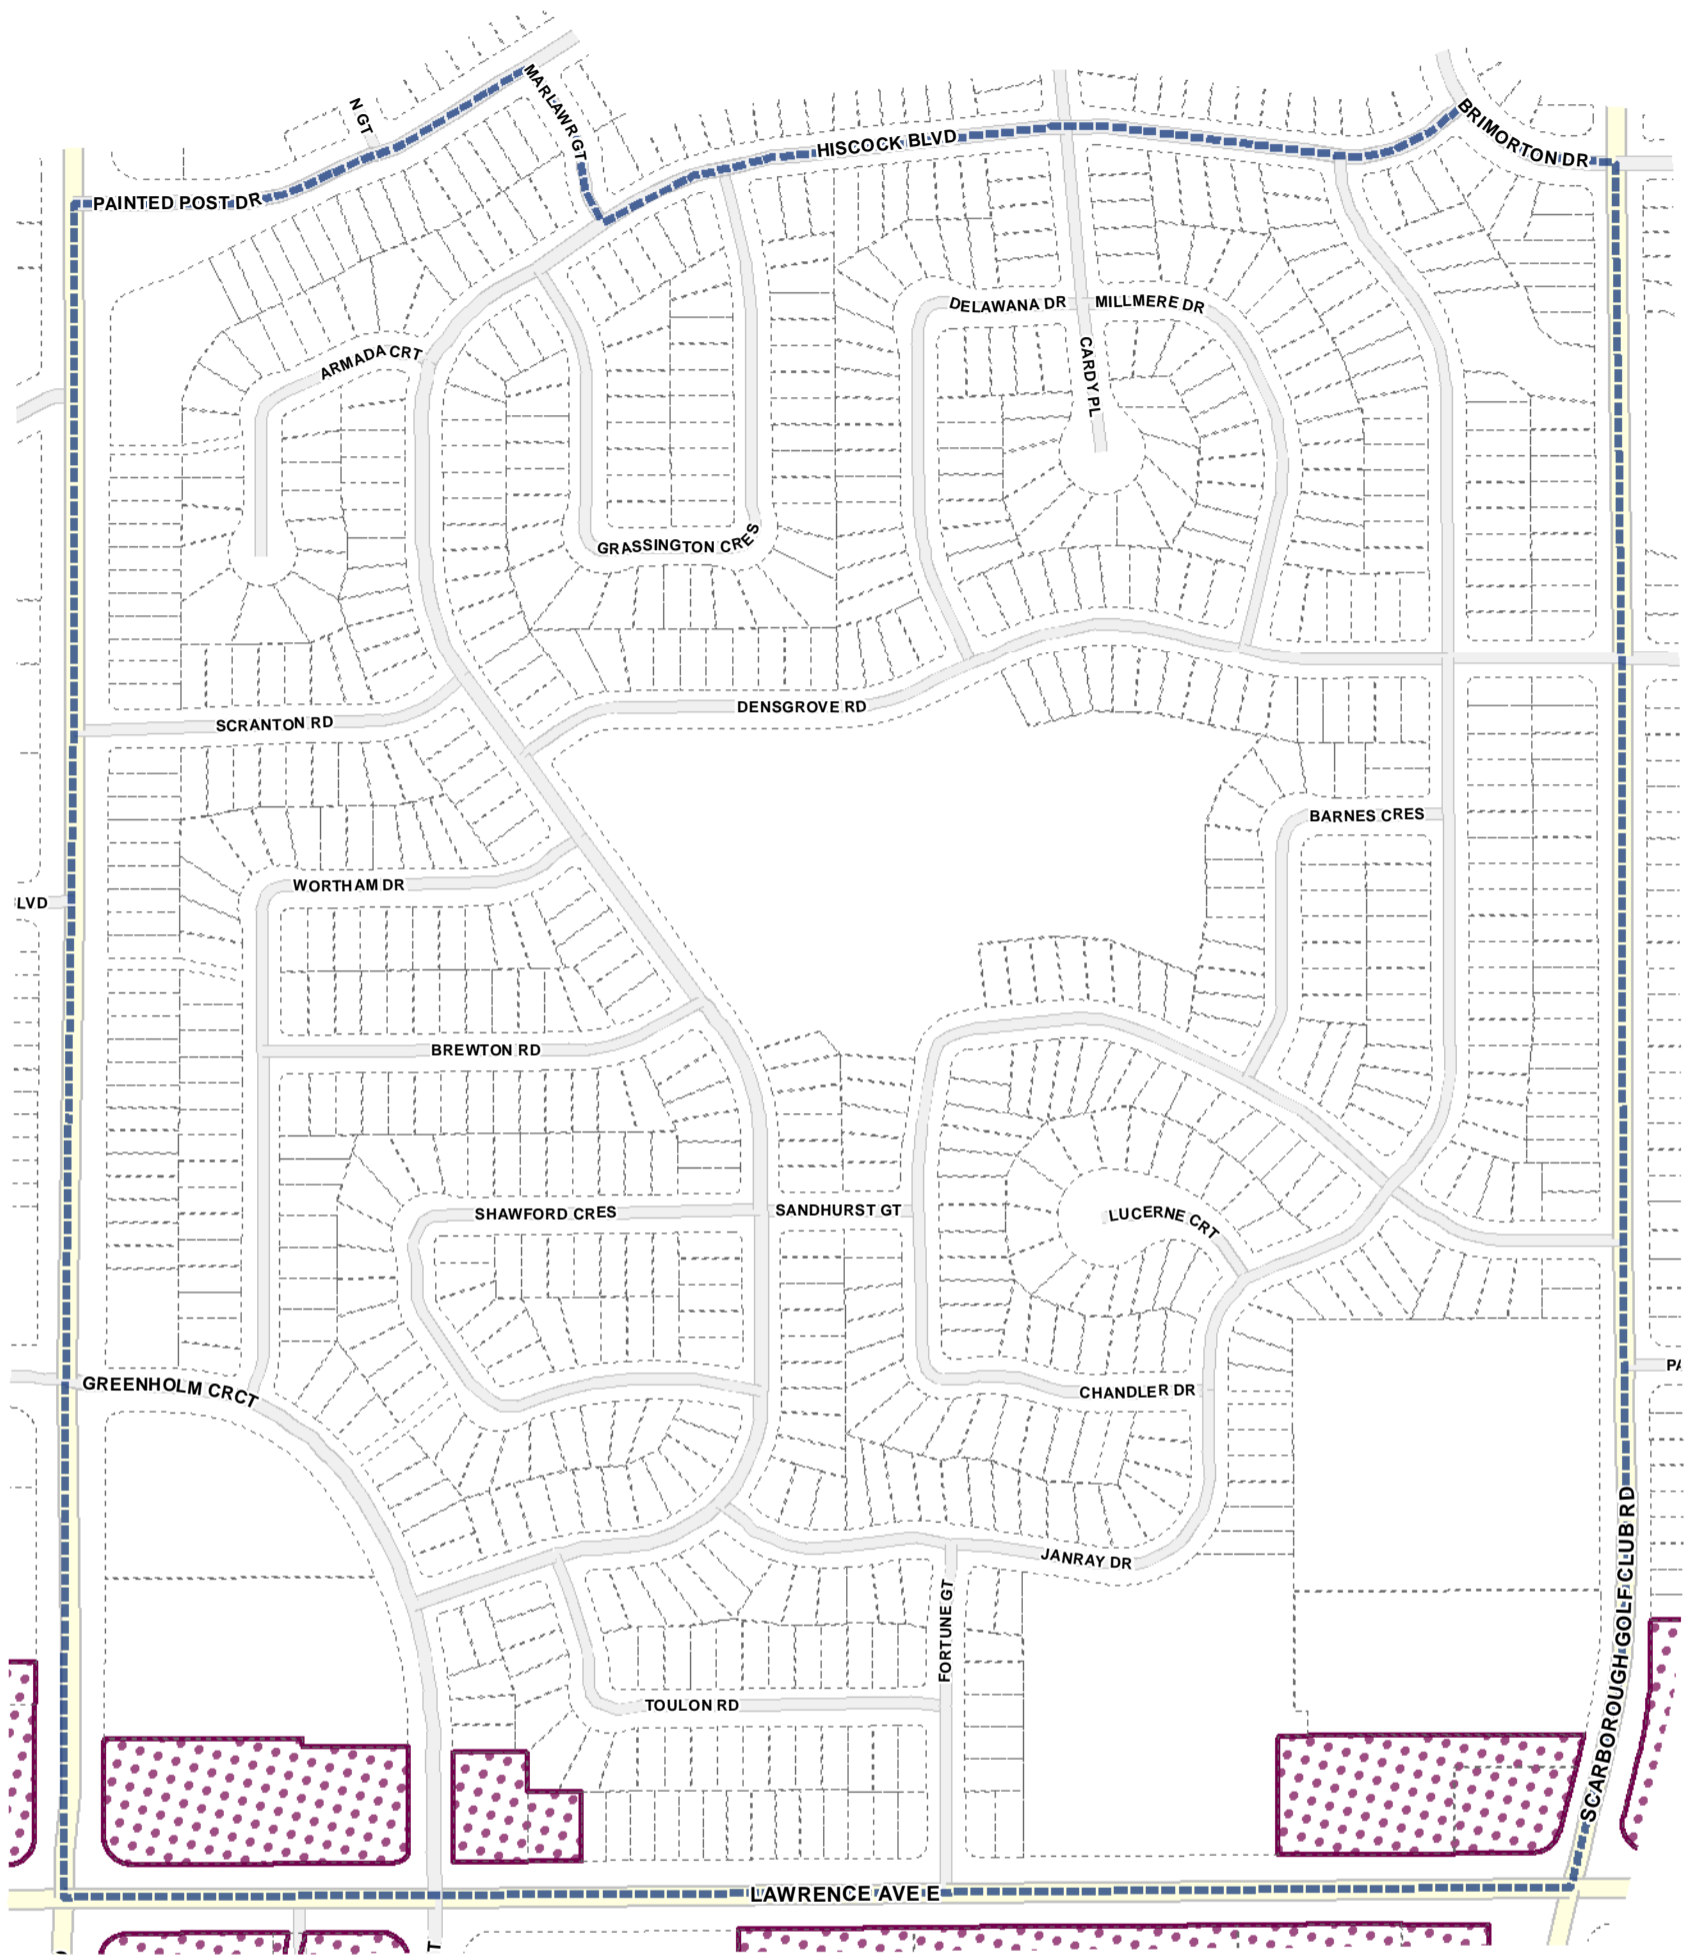 MARLAWR GT
N GT
BRIMORTON DR
HISCOCK BLVD
PAINTED POST DR
DELAWANA DR
MILLMERE DR
ARMADA CRT
CARDY PL
GRASSINGTON CRES
DENSGROVE RD
SCRANTON RD
BARNES CRES
WORTHAM DR
LVD
BREWTON RD
SHAWFORD CRES
SANDHURST GT
LUCERNE CRT
GREENHOLM CRCT
CHANDLER DR
PA
JANRAY DR
SCARBOROUGH GOLF CLUB RD
FORTUNE GT
TOULON RD
LAWRENCE AVE E
T